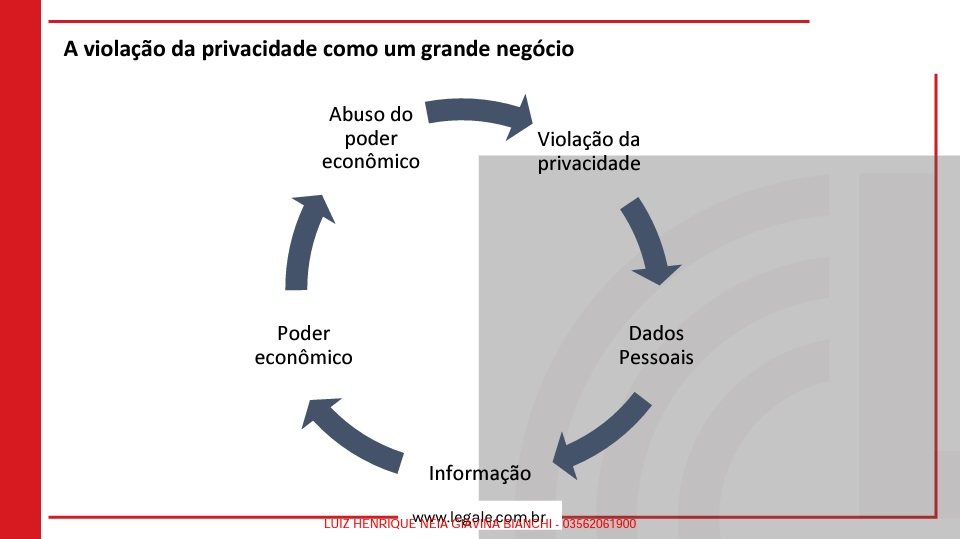 A violação da privacidade como um grande negócio
Abuso do
poder
econômico
Violação da
privacidade
Dados
Pessoais
Informação
Poder
econômico
www.legale.com.br
LUIZ HENRIQUE NEIA GIAVINA BIANCHI - 03562061900